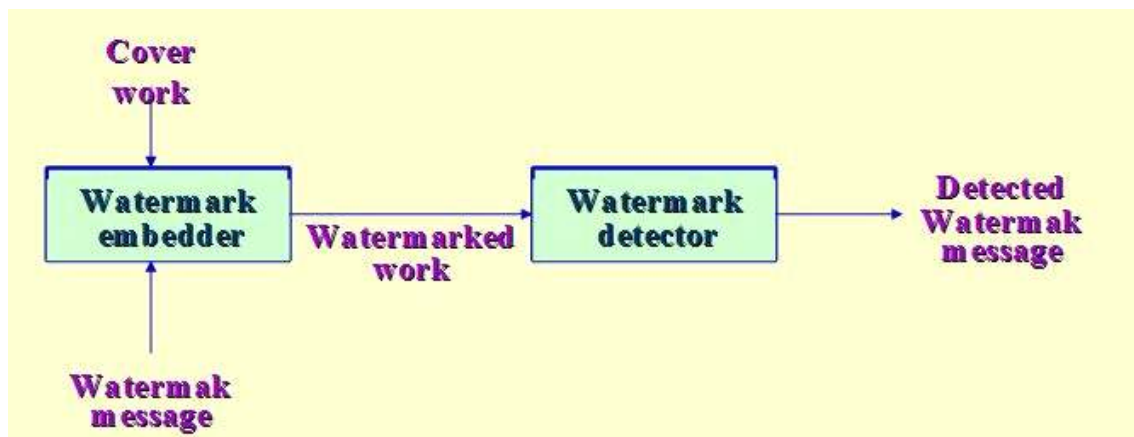 Cover
work
Watermark
embedder
Watermarked
work
Watermark
detector
Detected
Watermak
message
Watermak
message